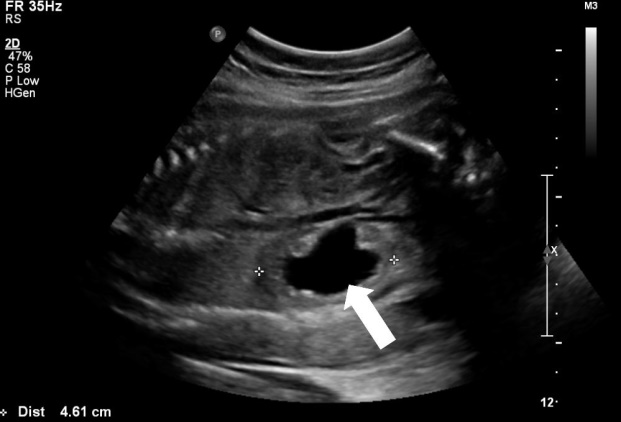 FR 35Hz
RS
2D
47%
C 58
P Low
HGen
P
M3
X
12
Dist 4.61 cm